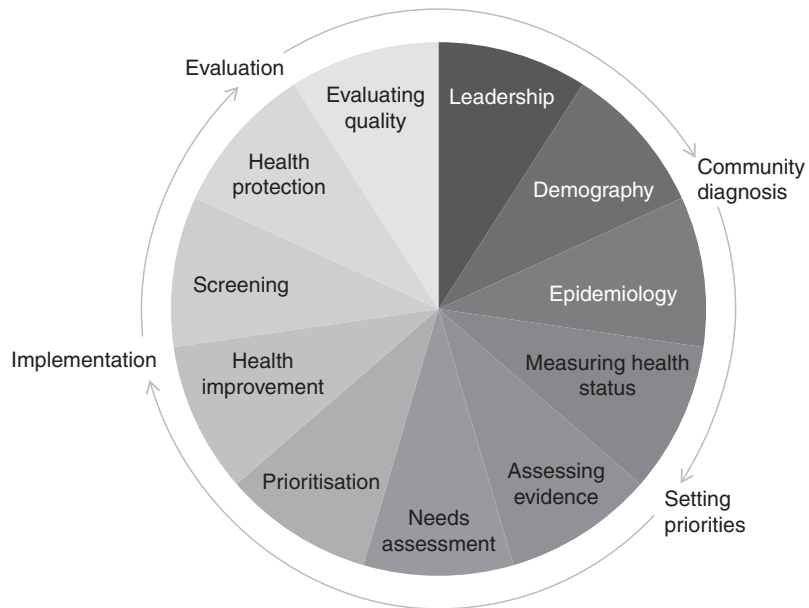 Evaluation
Evaluating
quality
Leadership
Health
protection
Demography
Community
diagnosis
Screening
Epidemiology
Implementation
Health
improvement
Measuring health
status
Prioritisation
Assessing
evidence
Needs
assessment
Setting
priorities